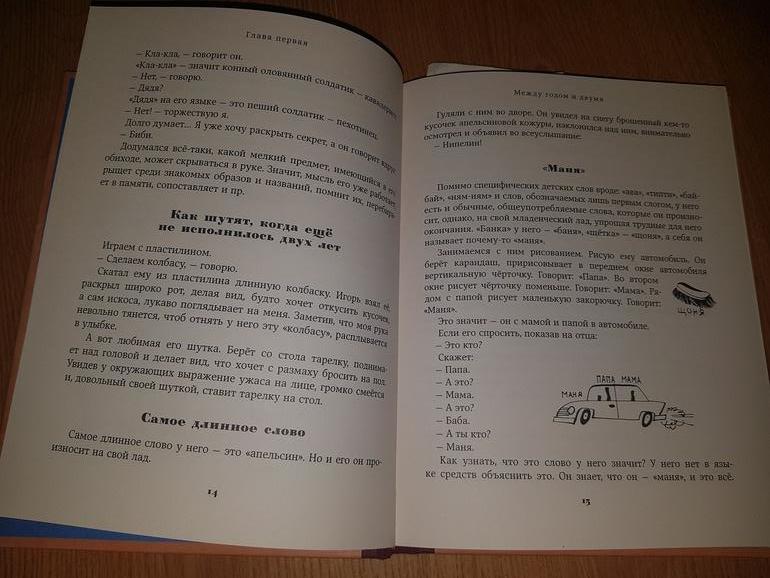 Глава первая
– Кла-кла, – говорит он.
«Кла-кла» – значит конный оловянный солдатик – кавалерист.
– Нет, – говорю.
– Дядя?
«Дядя» на его языке – это пеший солдатик – пехотинец.
– Нет! – торжествую я.
Долго думает... Я уже хочу раскрыть секрет, а он говорит вдруг:
– Биби.
Додумался всё-таки, какой мелкий предмет, имеющийся в его
обиходе, может скрываться в руке. Значит, мысль его уже работает,
рыщет среди знакомых образов и названий, помнит их, перебира-
ет в памяти, сопоставляет и пр.
Как шутят, когда ещё
не исполнилось двух лет
Играем с пластилином.
– Сделаем колбасу, – говорю.
Скатал ему из пластилина длинную колбаску. Игорь взял её,
раскрыл широко рот, делая вид, будто хочет откусить кусочек,
а сам искоса, лукаво поглядывает на меня. Заметив, что моя рука
невольно тянется, чтоб отнять у него эту «колбасу», расплывается
в улыбке.
А вот любимая его шутка. Берёт со стола тарелку, поднима-
ет над головой и делает вид, что хочет с размаху бросить на пол.
Увидев у окружающих выражение ужаса на лице, громко смеётся
и, довольный своей шуткой, ставит тарелку на стол.
Самое длинное слово
Самое длинное слово у него – это «апельсин». Но и его он про-
износит на свой лад.
14
Между годом и двумя
Гуляли с ним во дворе. Он увидел на снегу брошенный кем-то
кусочек апельсиновой кожуры, наклонился над ним, внимательно
осмотрел и объявил во всеуслышание:
– Нипелин!
«Маня»
Помимо специфических детских слов вроде: «ава», «типти», «бай-
бай», «ням-ням» и слов, обозначаемых лишь первым слогом, у него
есть и обычные, общеупотребляемые слова, которые он произно-
сит, однако, на свой младенческий лад, упрощая трудные для него
окончания. «Банка» у него – «баня», «щётка» – «щоня», а себя он
называет почему-то «маня».
Занимаемся с ним рисованием. Рисую ему автомобиль. Он
берёт карандаш, пририсовывает в переднем окне автомобиля
вертикальную чёрточку. Говорит: «Папа». Во втором
окне рисует чёрточку поменьше. Говорит: «Мама». Ря-
дом с папой рисует маленькую закорючку. Говорит:
«Маня».
ЩОНЯ
Это значит – он с мамой и папой в автомобиле.
Если его спросить, показав на отца:
– Это кто?
Скажет:
– Папа.
– А это?
– Мама.
– А это?
– Баба.
– А ты кто?
– Маня.
МАНЯ ПАПА МАМА
Как узнать, что это слово у него значит? У него нет в язы-
ке средств объяснить это. Он знает, что он – «маня», и это всё.
15